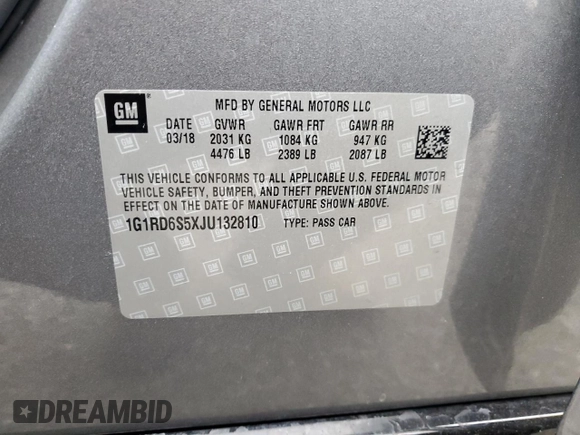 GM
MFD BY GENERAL MOTORS LLC
DATE GVWR GAWR FRT GAWR RR
03/18 2031 KG 1084 KG 947 KG
4476 LB 2389 LB 2087 LB
THIS VEHICLE CONFORMS TO ALL APPLICABLE U.S. FEDERAL MOTOR
VEHICLE SAFETY, BUMPER, AND THEFT PREVENTION STANDARDS IN
EFFECT ON THE DATE OF MANUFACTURE SHOWN ABOVE.
1G1RD6S5XJU132810 TYPE: PASS CAR
DREAMBID